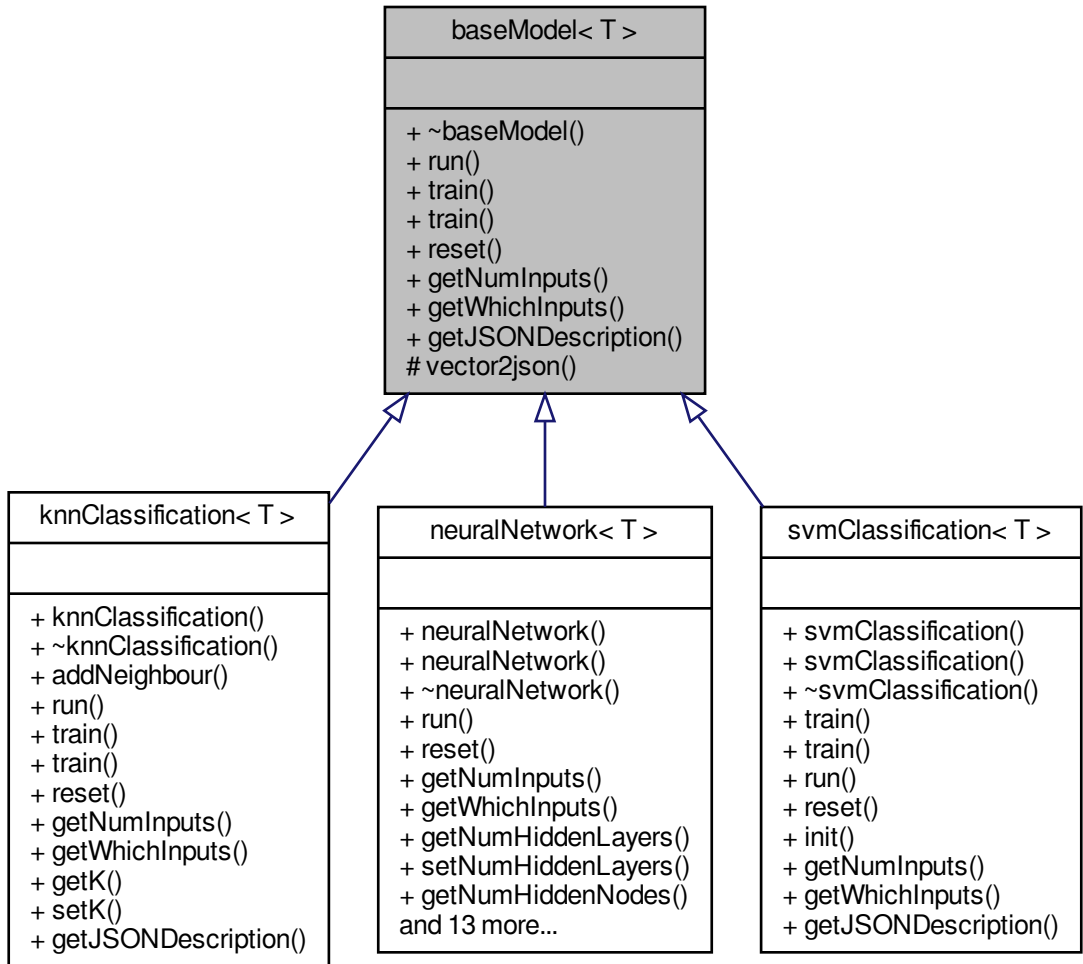 baseModel< T >
+ ~baseModel()
+ run()
+ train()
+ train()
+ reset()
+ getNumInputs()
+ getWhichInputs()
+ getJSONDescription()
# vector2json()
knnClassification< T >
+ knnClassification()
+ ~knnClassification()
+ addNeighbour()
+ run()
+ train()
+ train()
+ reset()
+ getNumInputs()
+ getWhichInputs()
+ getK()
+ setK()
+ getJSONDescription()
neuralNetwork< T >
+ neuralNetwork()
+ neuralNetwork()
+ ~neuralNetwork()
+ run()
+ reset()
+ getNumInputs()
+ getWhichInputs()
+ getNumHiddenLayers()
+ setNumHiddenLayers()
+ getNumHiddenNodes()
and 13 more...
svmClassification< T >
+ svmClassification()
+ svmClassification()
+ ~svmClassification()
+ train()
+ train()
+ run()
+ reset()
+ init()
+ getNumInputs()
+ getWhichInputs()
+ getJSONDescription()